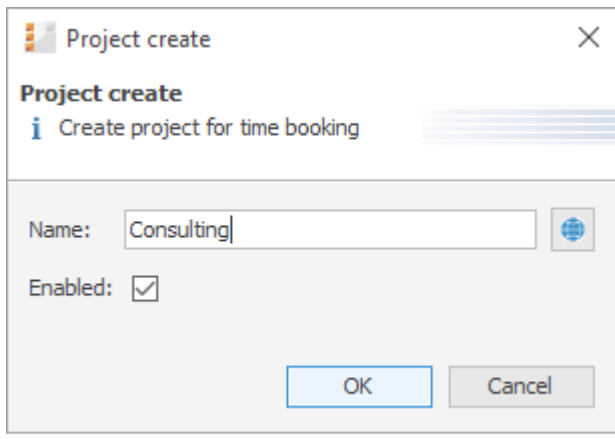 Project create
Project create
Create project for time booking
Name: Consulting
Enabled:
OK Cancel